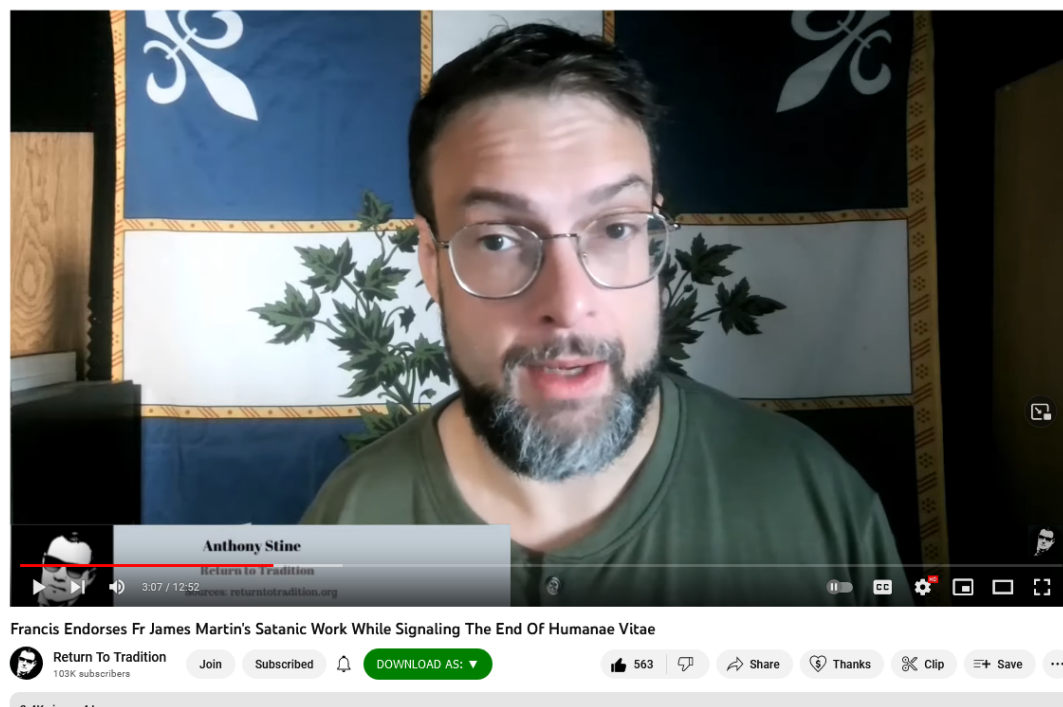 Anthony Stine
Return to Tradition
Sources: returntotradition.org
3:07 / 12:52
CC
HD
Francis Endorses Fr James Martin's Satanic Work While Signaling The End Of Humanae Vitae
Return To Tradition
103K subscribers
Join
Subscribed
DOWNLOAD AS: ▼
563
Share
$
Thanks
Clip
Save